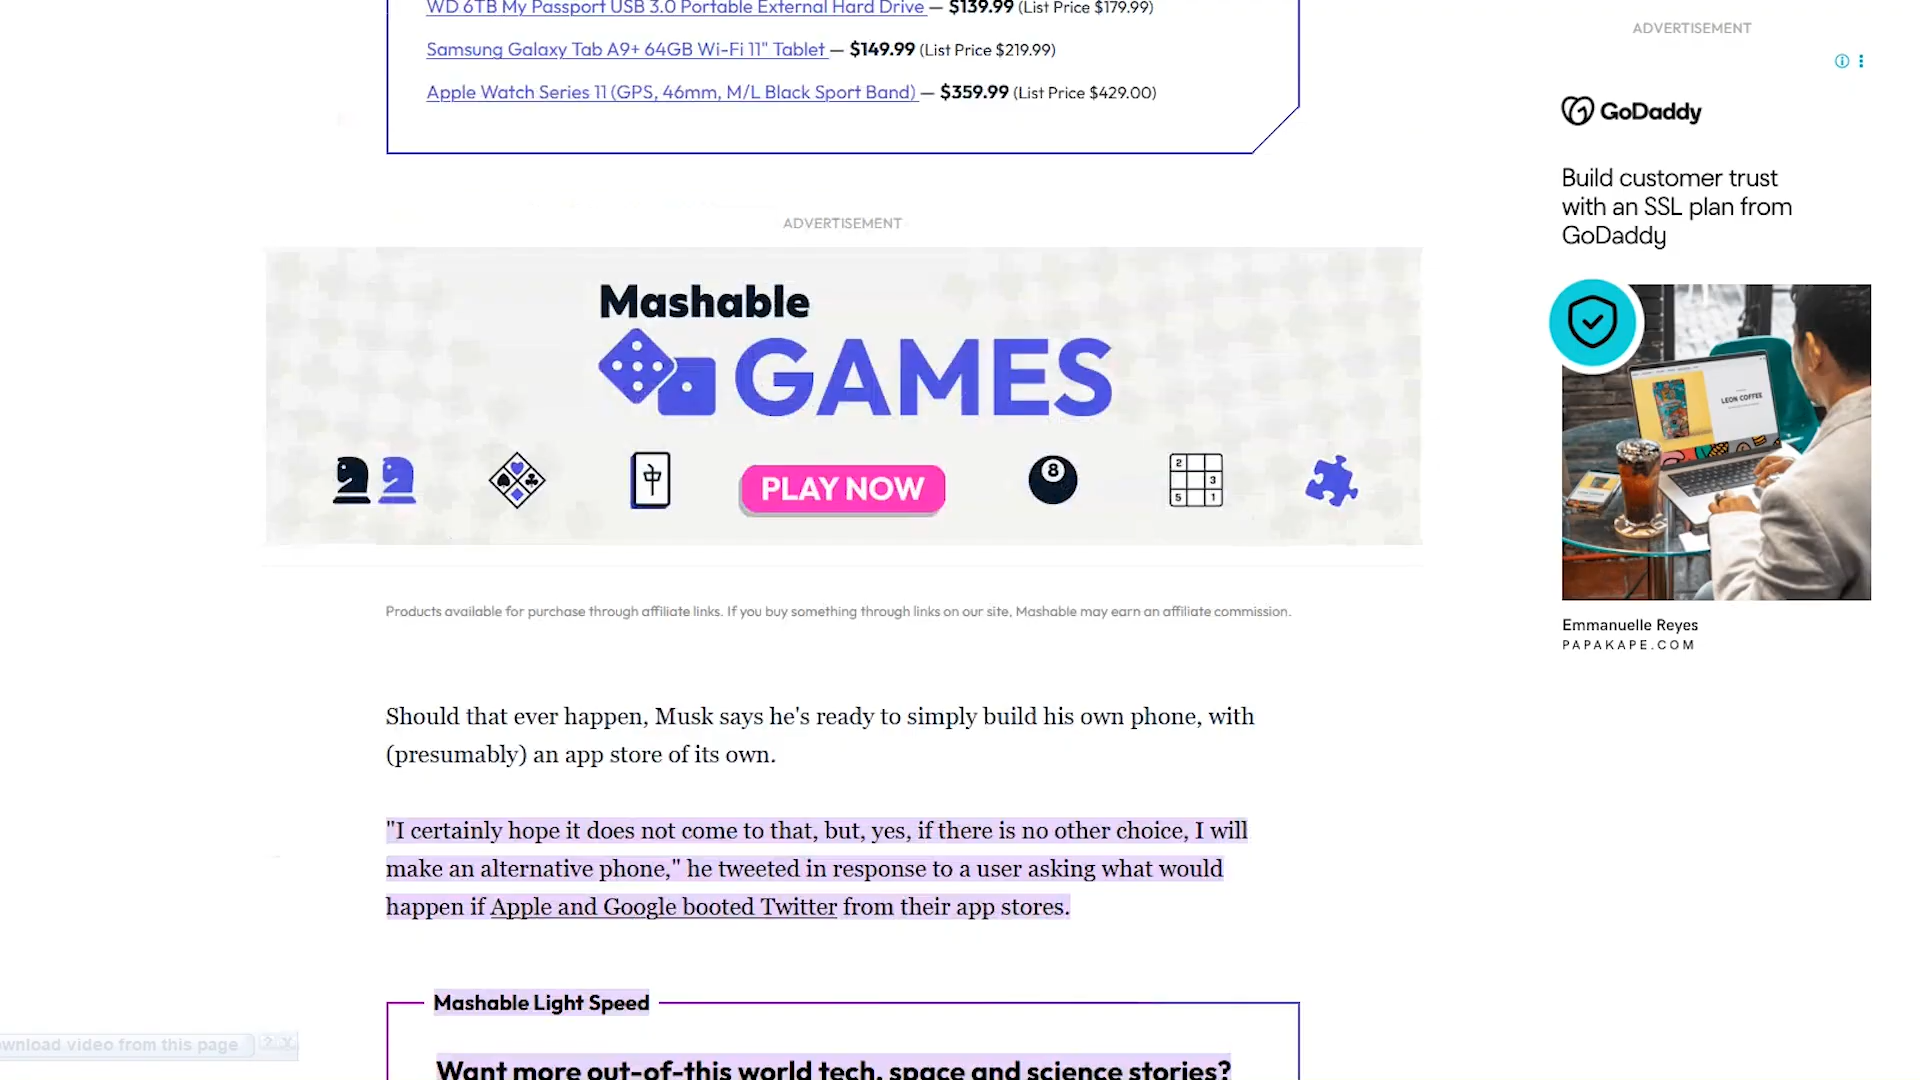 WD 6TB My Passport USB 3.0 Portable External Hard Drive — $139.99 (List Price $179.99)
Samsung Galaxy Tab A9+ 64GB Wi-Fi 11" Tablet — $149.99 (List Price $219.99)
Apple Watch Series 11 (GPS, 46mm, M/L Black Sport Band) — $359.99 (List Price $429.00)
ADVERTISEMENT
Mashable
GAMES
中
PLAY NOW
8
2
3
5 1
Products available for purchase through affiliate links. If you buy something through links on our site, Mashable may earn an affiliate commission.
Should that ever happen, Musk says he's ready to simply build his own phone, with
(presumably) an app store of its own.
"I certainly hope it does not come to that, but, yes, if there is no other choice, I will
make an alternative phone," he tweeted in response to a user asking what would
happen if Apple and Google booted Twitter from their app stores.
Mashable Light Speed
Want more out-of-this world tech, space and science stories?
ADVERTISEMENT
GoDaddy
Build customer trust
with an SSL plan from
GoDaddy
LEON COFFEE
Emmanuelle Reyes
PAPAKAPE.COM
video from this page
? X